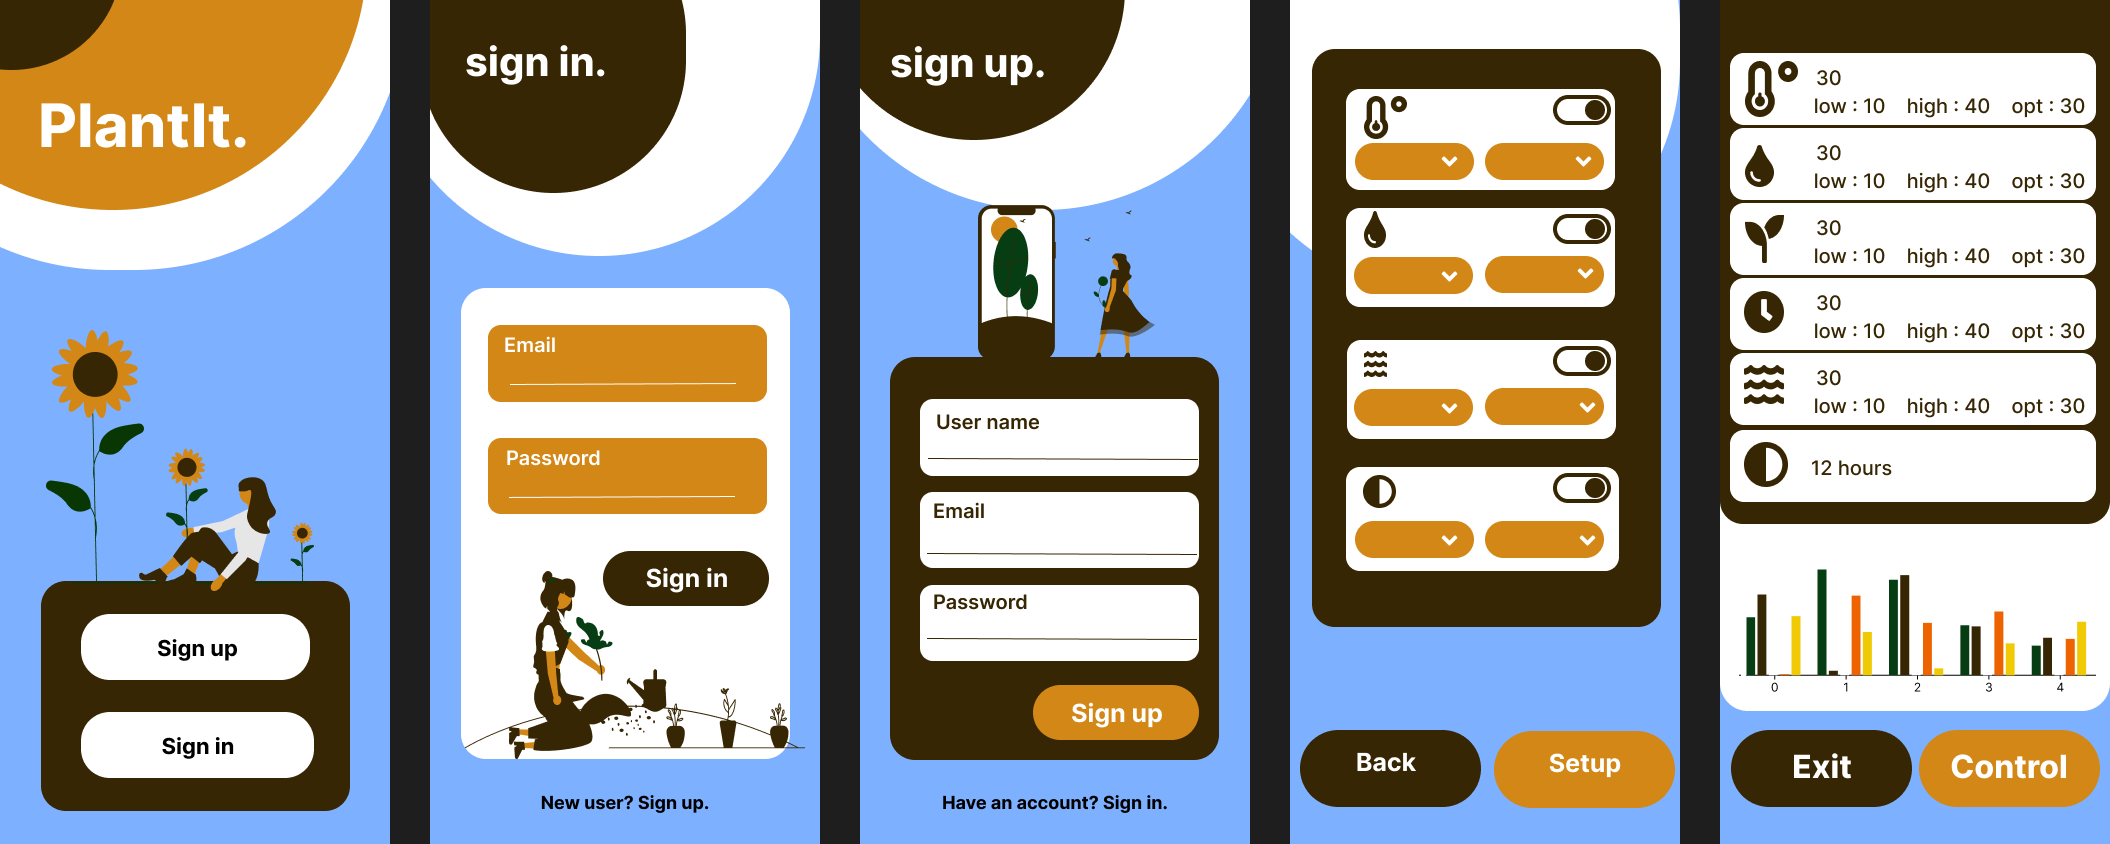 PlantIt.
Sign up
Sign in
sign in.
Email
Password
Sign in
New user? Sign up.
sign up.
User name
Email
Password
Sign up
Have an account? Sign in.
Back
Setup
30
low : 10 high : 40 opt : 30
30
low : 10 high : 40 opt : 30
30
low : 10 high : 40 opt : 30
30
low : 10 high : 40 opt : 30
30
low : 10 high : 40 opt : 30
12 hours
0 1 2 3 4
Exit
Control